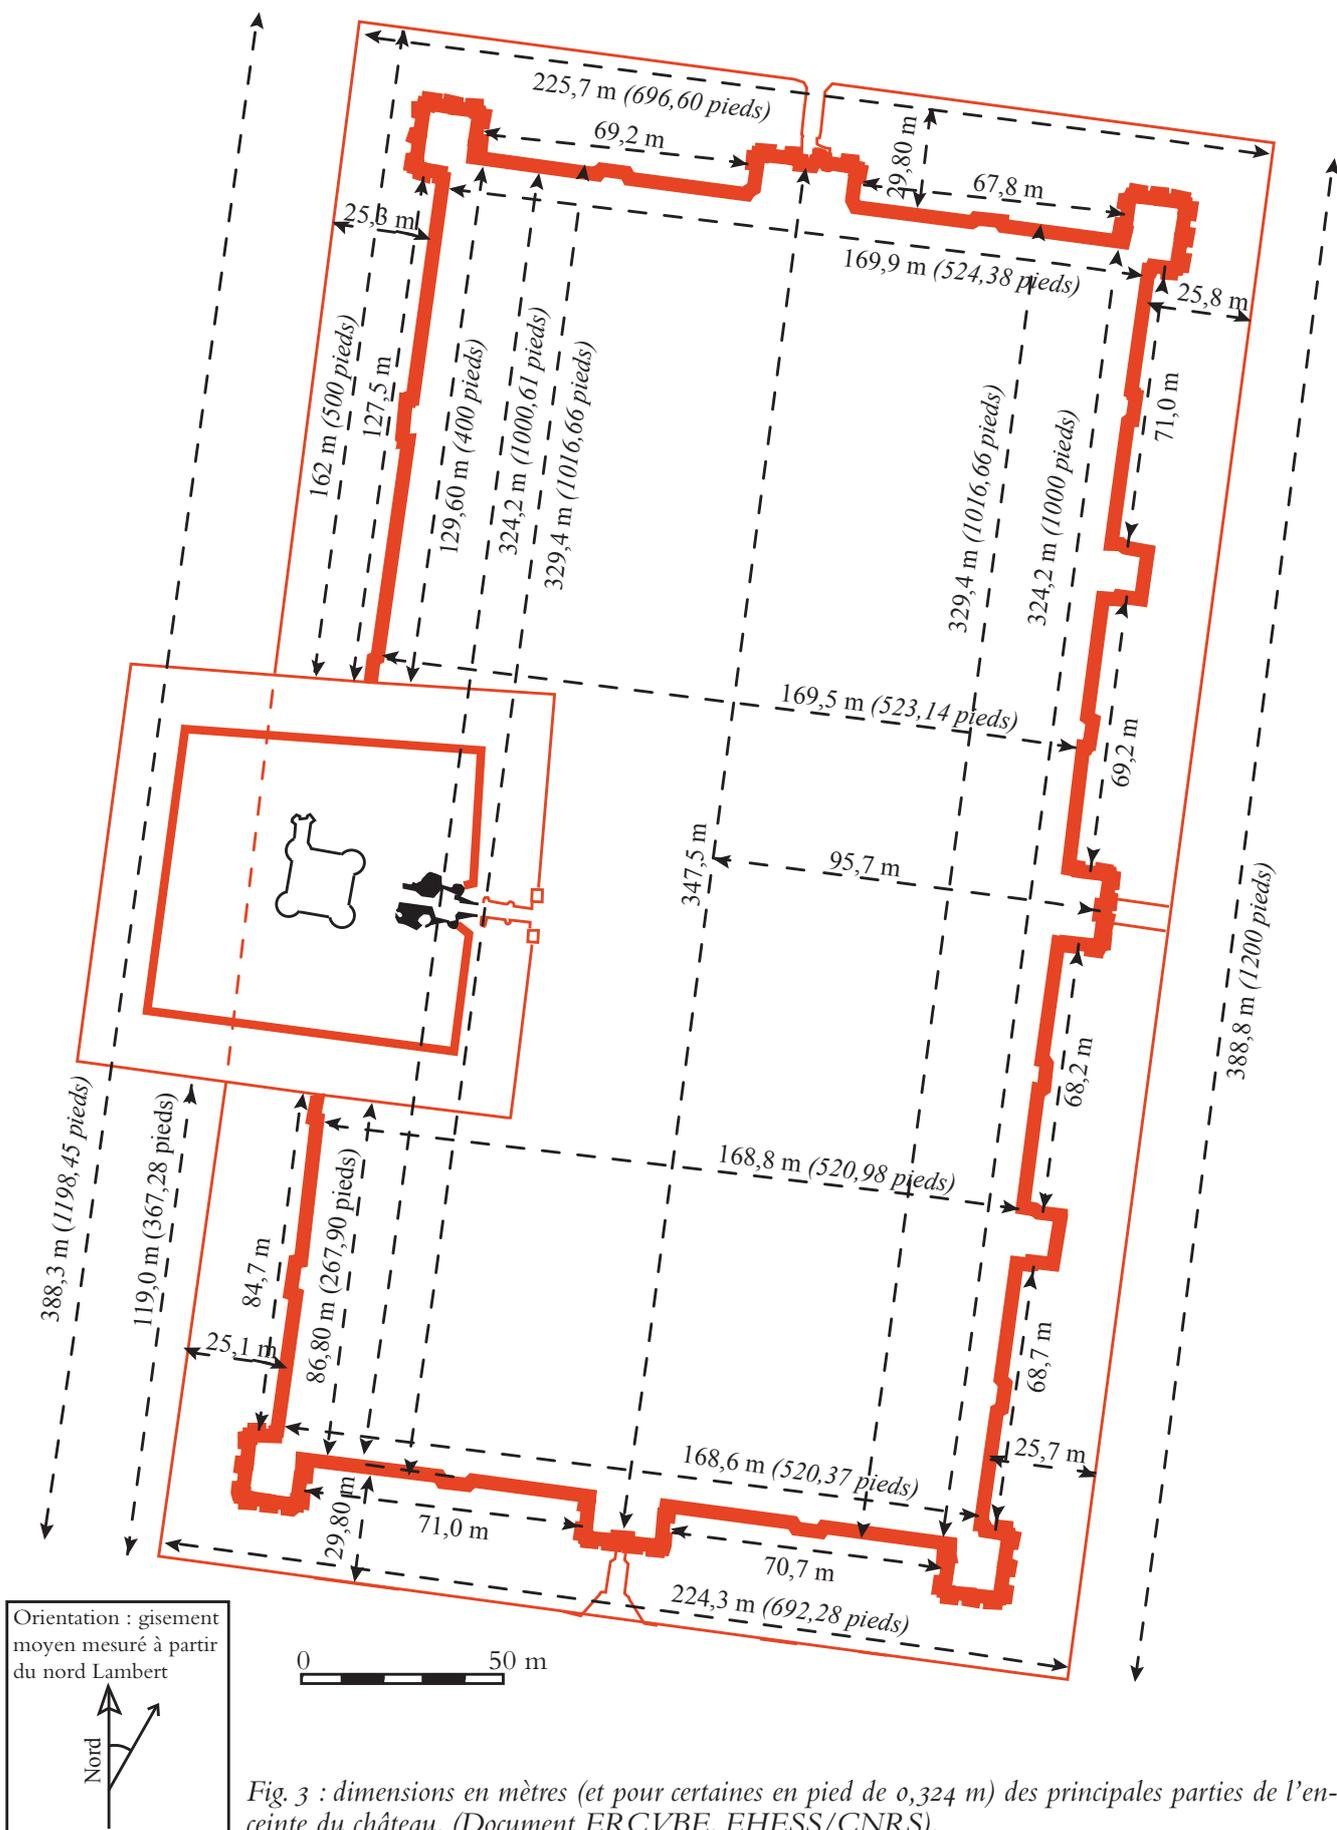 225,7 m (696,60 pieds)
69,2 m
29,80 m
67,8 m
25,3 m
169,9 m (524,38 pieds)
25,8 m
162 m (500 pieds)
127,5 m
129,60 m (400 pieds)
324,2 m (1000,61 pieds)
329,4 m (1016,66 pieds)
329,4 m (1016,66 pieds)
324,2 m (1000 pieds)
71,0 m
169,5 m (523,14 pieds)
69,2 m
347,5 m
95,7 m
388,8 m (1200 pieds)
68,2 m
388,3 m (1198,45 pieds)
119,0 m (367,28 pieds)
168,8 m (520,98 pieds)
84,7 m
86,80 m (267,90 pieds)
25,1 m
68,7 m
168,6 m (520,37 pieds)
25,7 m
29,80 m
71,0 m
70,7 m
224,3 m (692,28 pieds)
Orientation : gisement
moyen mesuré à partir
du nord Lambert
Nord
0 50 m
Fig. 3 : dimensions en mètres (et pour certaines en pied de 0,324 m) des principales parties de l'en-
ceinte du château. (Document ERCVBE, EHESS/CNRS).